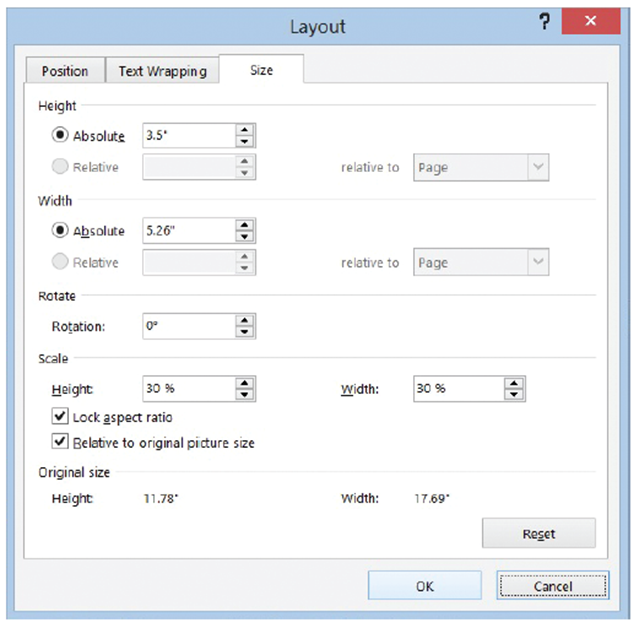 Layout ?
Position Text Wrapping Size
Height
Absolute 3.5"
Relative relative to Page
Width
Absolute 5.26"
Relative relative to Page
Rotate
Rotation: 0°
Scale
Height: 30 % Width: 30 %
Lock aspect ratio
Relative to original picture size
Original size
Height: 11.78" Width: 17.69"
Reset
OK Cancel